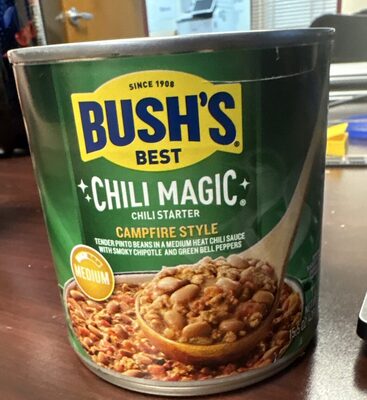 SINCE 1908
BUSH'S®
BEST
CHILI MAGIC®
CHILI STARTER
CAMPFIRE STYLE
TENDER PINTO BEANS IN A MEDIUM HEAT CHILI SAUCE
WITH SMOKY CHIPOTLE AND GREEN BELL PEPPERS
MEDIUM